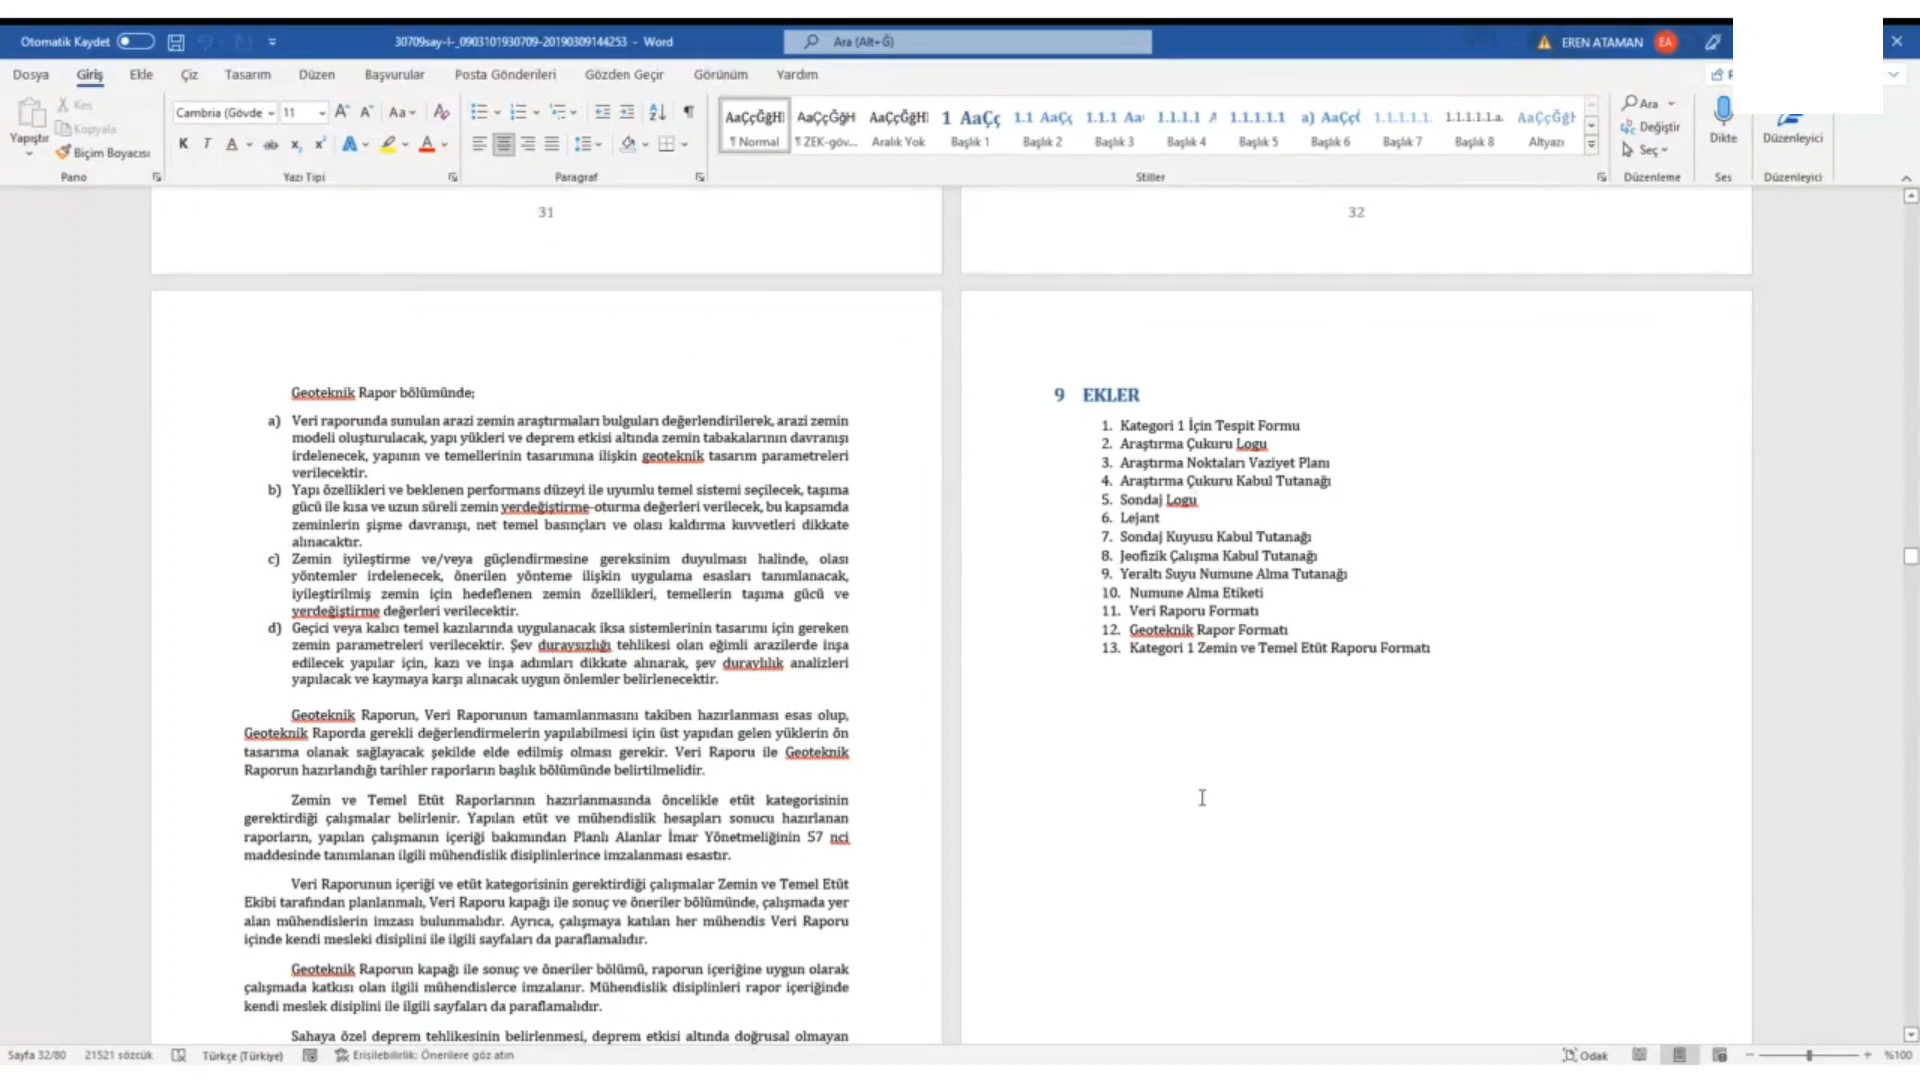 Otomatik Kaydet
30709say-I-_0903101930709-20190309144253 - Word
Ara (Alt+Ğ)
EREN ATAMAN EA
Dosya Giriş Ekle Çiz Tasarım Düzen Başvurular Posta Gönderileri Gözden Geçir Görünüm Yardım
Yapıştır
Kes
Kopyala
Biçim Boyacısı
Pano
Cambria (Gövde 11
Yazı Tipi
Paragraf
AaÇçĞğHI AaÇçĞğH AaÇçĞğHI 1 AaÇç 1.1 AaÇç 1.1.1 Aa 1.1.1.1 A 1.1.1.1.1 a) AaÇç 1.1.1.1.1. 1.1.1.1.1.a. AaÇçĞğH
¶ Normal ¶ ZEK-göv... Aralık Yok Başlık 1 Başlık 2 Başlık 3 Başlık 4 Başlık 5 Başlık 6 Başlık 7 Başlık 8 Altyazı
Stiller
Ara
Değiştir
Seç
Düzenleme
Dikte
Ses
Düzenleyici
Düzenleyici
31
32
Geoteknik Rapor bölümünde;
a) Veri raporunda sunulan arazi zemin araştırmaları bulguları değerlendirilerek, arazi zemin
modeli oluşturulacak, yapı yükleri ve deprem etkisi altında zemin tabakalarının davranışı
irdelenecek, yapının ve temellerinin tasarımına ilişkin geoteknik tasarım parametreleri
verilecektir.
b) Yapı özellikleri ve beklenen performans düzeyi ile uyumlu temel sistemi seçilecek, taşıma
gücü ile kısa ve uzun süreli zemin yerdeğiştirme-oturma değerleri verilecek, bu kapsamda
zeminlerin şişme davranışı, net temel basınçları ve olası kaldırma kuvvetleri dikkate
alınacaktır.
c) Zemin iyileştirme ve/veya güçlendirmesine gereksinim duyulması halinde, olası
yöntemler irdelenecek, önerilen yönteme ilişkin uygulama esasları tanımlanacak,
iyileştirilmiş zemin için hedeflenen zemin özellikleri, temellerin taşıma gücü ve
yerdeğiştirme değerleri verilecektir.
d) Geçici veya kalıcı temel kazılarında uygulanacak iksa sistemlerinin tasarımı için gereken
zemin parametreleri verilecektir. Şev duraysızlığı tehlikesi olan eğimli arazilerde inşa
edilecek yapılar için, kazı ve inşa adımları dikkate alınarak, şev duraylılık analizleri
yapılacak ve kaymaya karşı alınacak uygun önlemler belirlenecektir.
Geoteknik Raporun, Veri Raporunun tamamlanmasını takiben hazırlanması esas olup,
Geoteknik Raporda gerekli değerlendirmelerin yapılabilmesi için üst yapıdan gelen yüklerin ön
tasarıma olanak sağlayacak şekilde elde edilmiş olması gerekir. Veri Raporu ile Geoteknik
Raporun hazırlandığı tarihler raporların başlık bölümünde belirtilmelidir.
Zemin ve Temel Etüt Raporlarının hazırlanmasında öncelikle etüt kategorisinin
gerektirdiği çalışmalar belirlenir. Yapılan etüt ve mühendislik hesapları sonucu hazırlanan
raporların, yapılan çalışmanın içeriği bakımından Planlı Alanlar İmar Yönetmeliğinin 57 nci
maddesinde tanımlanan ilgili mühendislik disiplinlerince imzalanması esastır.
Veri Raporunun içeriği ve etüt kategorisinin gerektirdiği çalışmalar Zemin ve Temel Etüt
Ekibi tarafından planlanmalı, Veri Raporu kapağı ile sonuç ve öneriler bölümünde, çalışmada yer
alan mühendislerin imzası bulunmalıdır. Ayrıca, çalışmaya katılan her mühendis Veri Raporu
içinde kendi mesleki disiplini ile ilgili sayfaları da paraflamalıdır.
Geoteknik Raporun kapağı ile sonuç ve öneriler bölümü, raporun içeriğine uygun olarak
çalışmada katkısı olan ilgili mühendislerce imzalanır. Mühendislik disiplinleri rapor içeriğinde
kendi meslek disiplini ile ilgili sayfaları da paraflamalıdır.
Sahaya özel deprem tehlikesinin belirlenmesi, deprem etkisi altında doğrusal olmayan
9 EKLER
1. Kategori 1 İçin Tespit Formu
2. Araştırma Çukuru Logu
3. Araştırma Noktaları Vaziyet Planı
4. Araştırma Çukuru Kabul Tutanağı
5. Sondaj Logu
6. Lejant
7. Sondaj Kuyusu Kabul Tutanağı
8. Jeofizik Çalışma Kabul Tutanağı
9. Yeraltı Suyu Numune Alma Tutanağı
10. Numune Alma Etiketi
11. Veri Raporu Formatı
12. Geoteknik Rapor Formatı
13. Kategori 1 Zemin ve Temel Etüt Raporu Formatı
Sayfa 32/80 21521 sözcük Türkçe (Türkiye) Erişilebilirlik: Önerilere göz atın
Odak %100